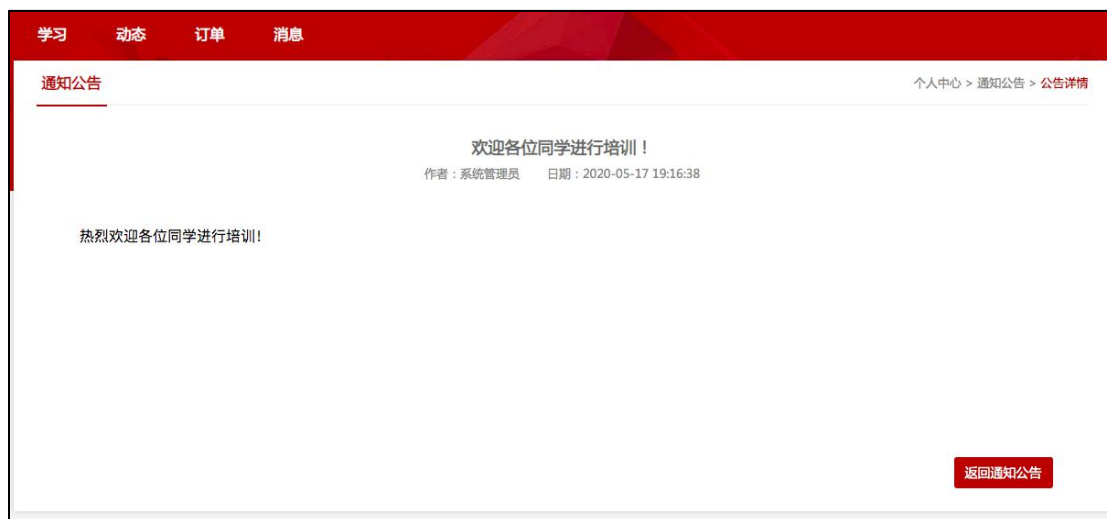 学习 动态 订单 消息
通知公告 个人中心 > 通知公告 > 公告详情
欢迎各位同学进行培训！
作者：系统管理员 日期：2020-05-17 19:16:38
热烈欢迎各位同学进行培训!
返回通知公告